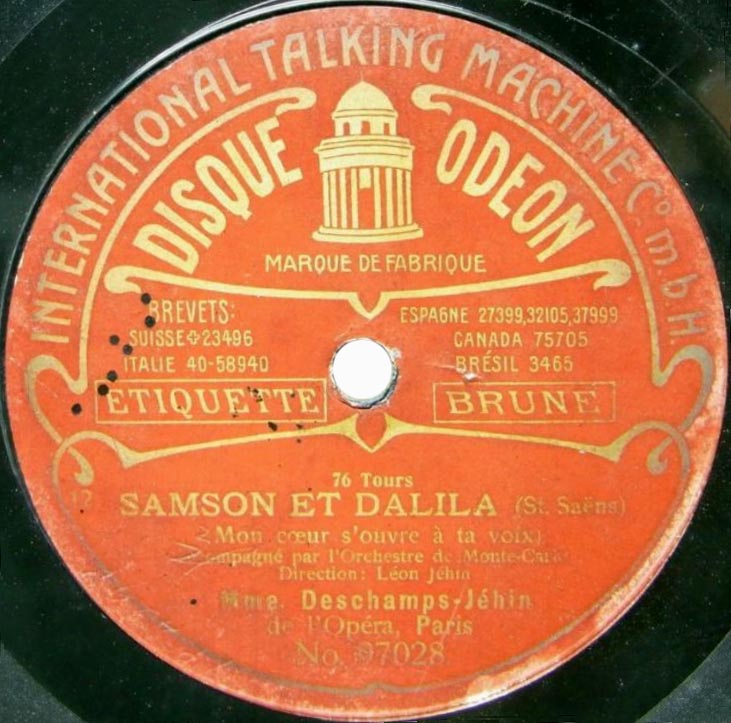 INTERNATIONAL TALKING MACHINE Co. m. b. H.
DISQUE ODEON
MARQUE DE FABRIQUE
BREVETS:
SUISSE 23496
ITALIE 40-58940
ESPAGNE 27399,32105,37999
CANADA 75705
BRÉSIL 3465
ETIQUETTE BRUNE
76 Tours
12
SAMSON ET DALILA (St. Saëns)
(Mon cœur s'ouvre à ta voix)
par l'Orchestre de Monte-Carlo
Direction: Léon Jéhin
Mme. Deschamps-Jéhin
de l'Opéra, Paris
No. 97028